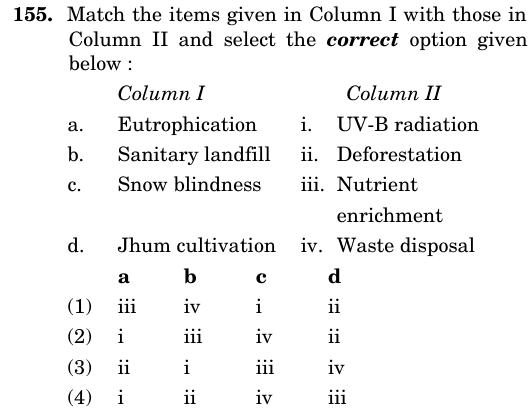 155. Match the items given in Column I with those in
Column II and select the correct option given
below :
Column I Column II
a. Eutrophication i. UV-B radiation
b. Sanitary landfill ii. Deforestation
c. Snow blindness iii. Nutrient
enrichment
d. Jhum cultivation iv. Waste disposal
a b c d
(1) iii iv i ii
(2) i iii iv ii
(3) ii i iii iv
(4) i ii iv iii